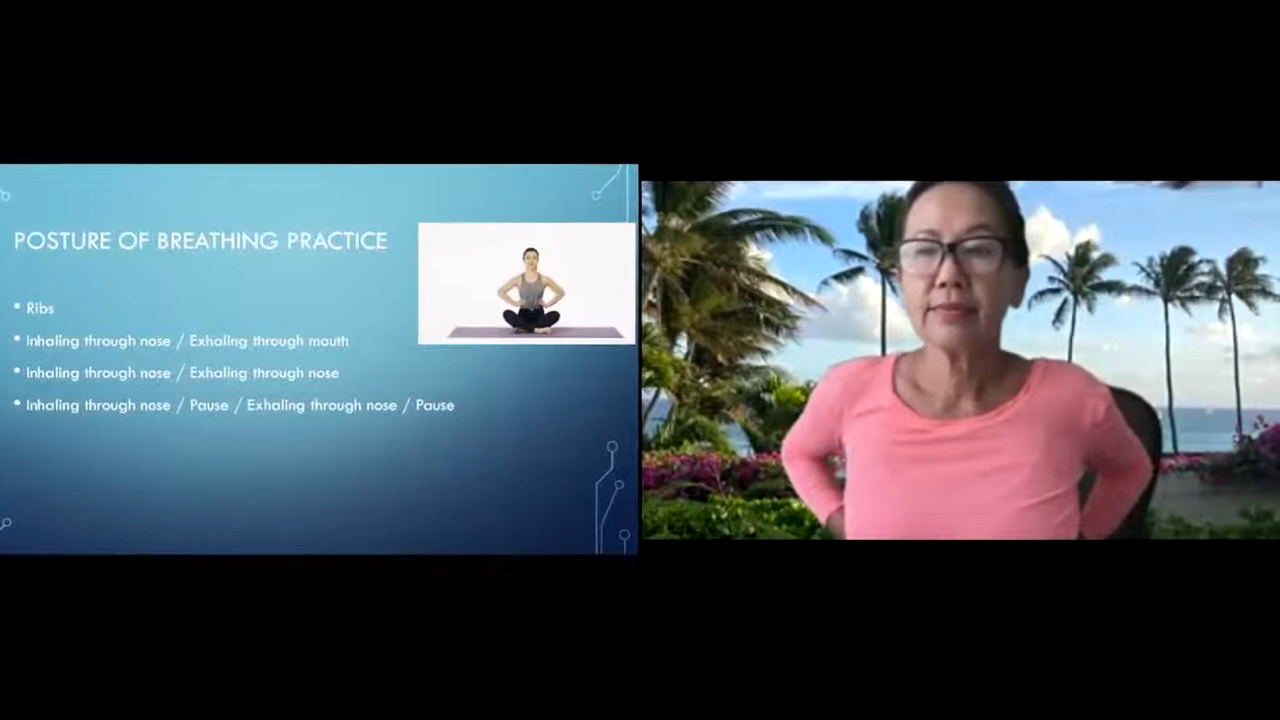 POSTURE OF BREATHING PRACTICE
• Ribs
• Inhaling through nose / Exhaling through mouth
• Inhaling through nose / Exhaling through nose
• Inhaling through nose / Pause / Exhaling through nose / Pause